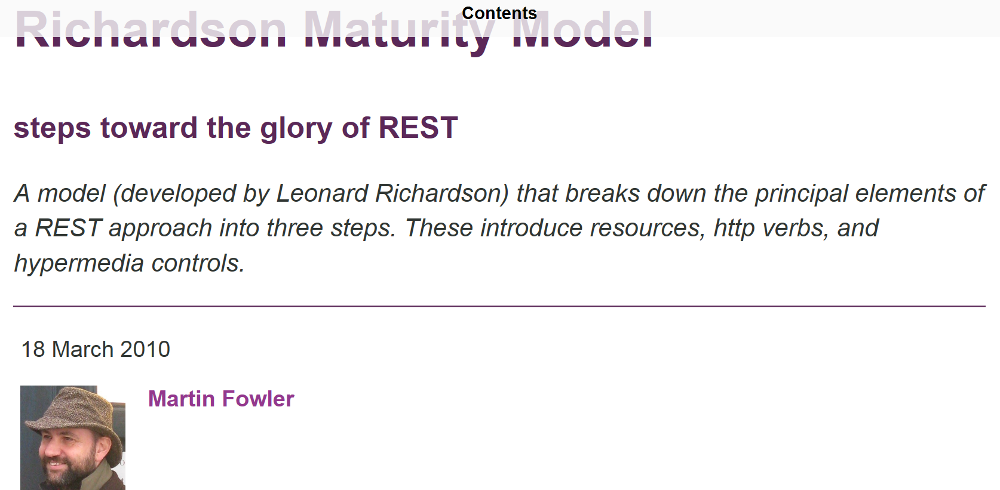 Contents
Richardson Maturity Model
steps toward the glory of REST
A model (developed by Leonard Richardson) that breaks down the principal elements of
a REST approach into three steps. These introduce resources, http verbs, and
hypermedia controls.
18 March 2010
Martin Fowler